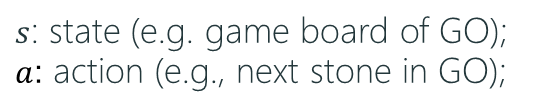 s: state (e.g. game board of GO);
a: action (e.g., next stone in GO);